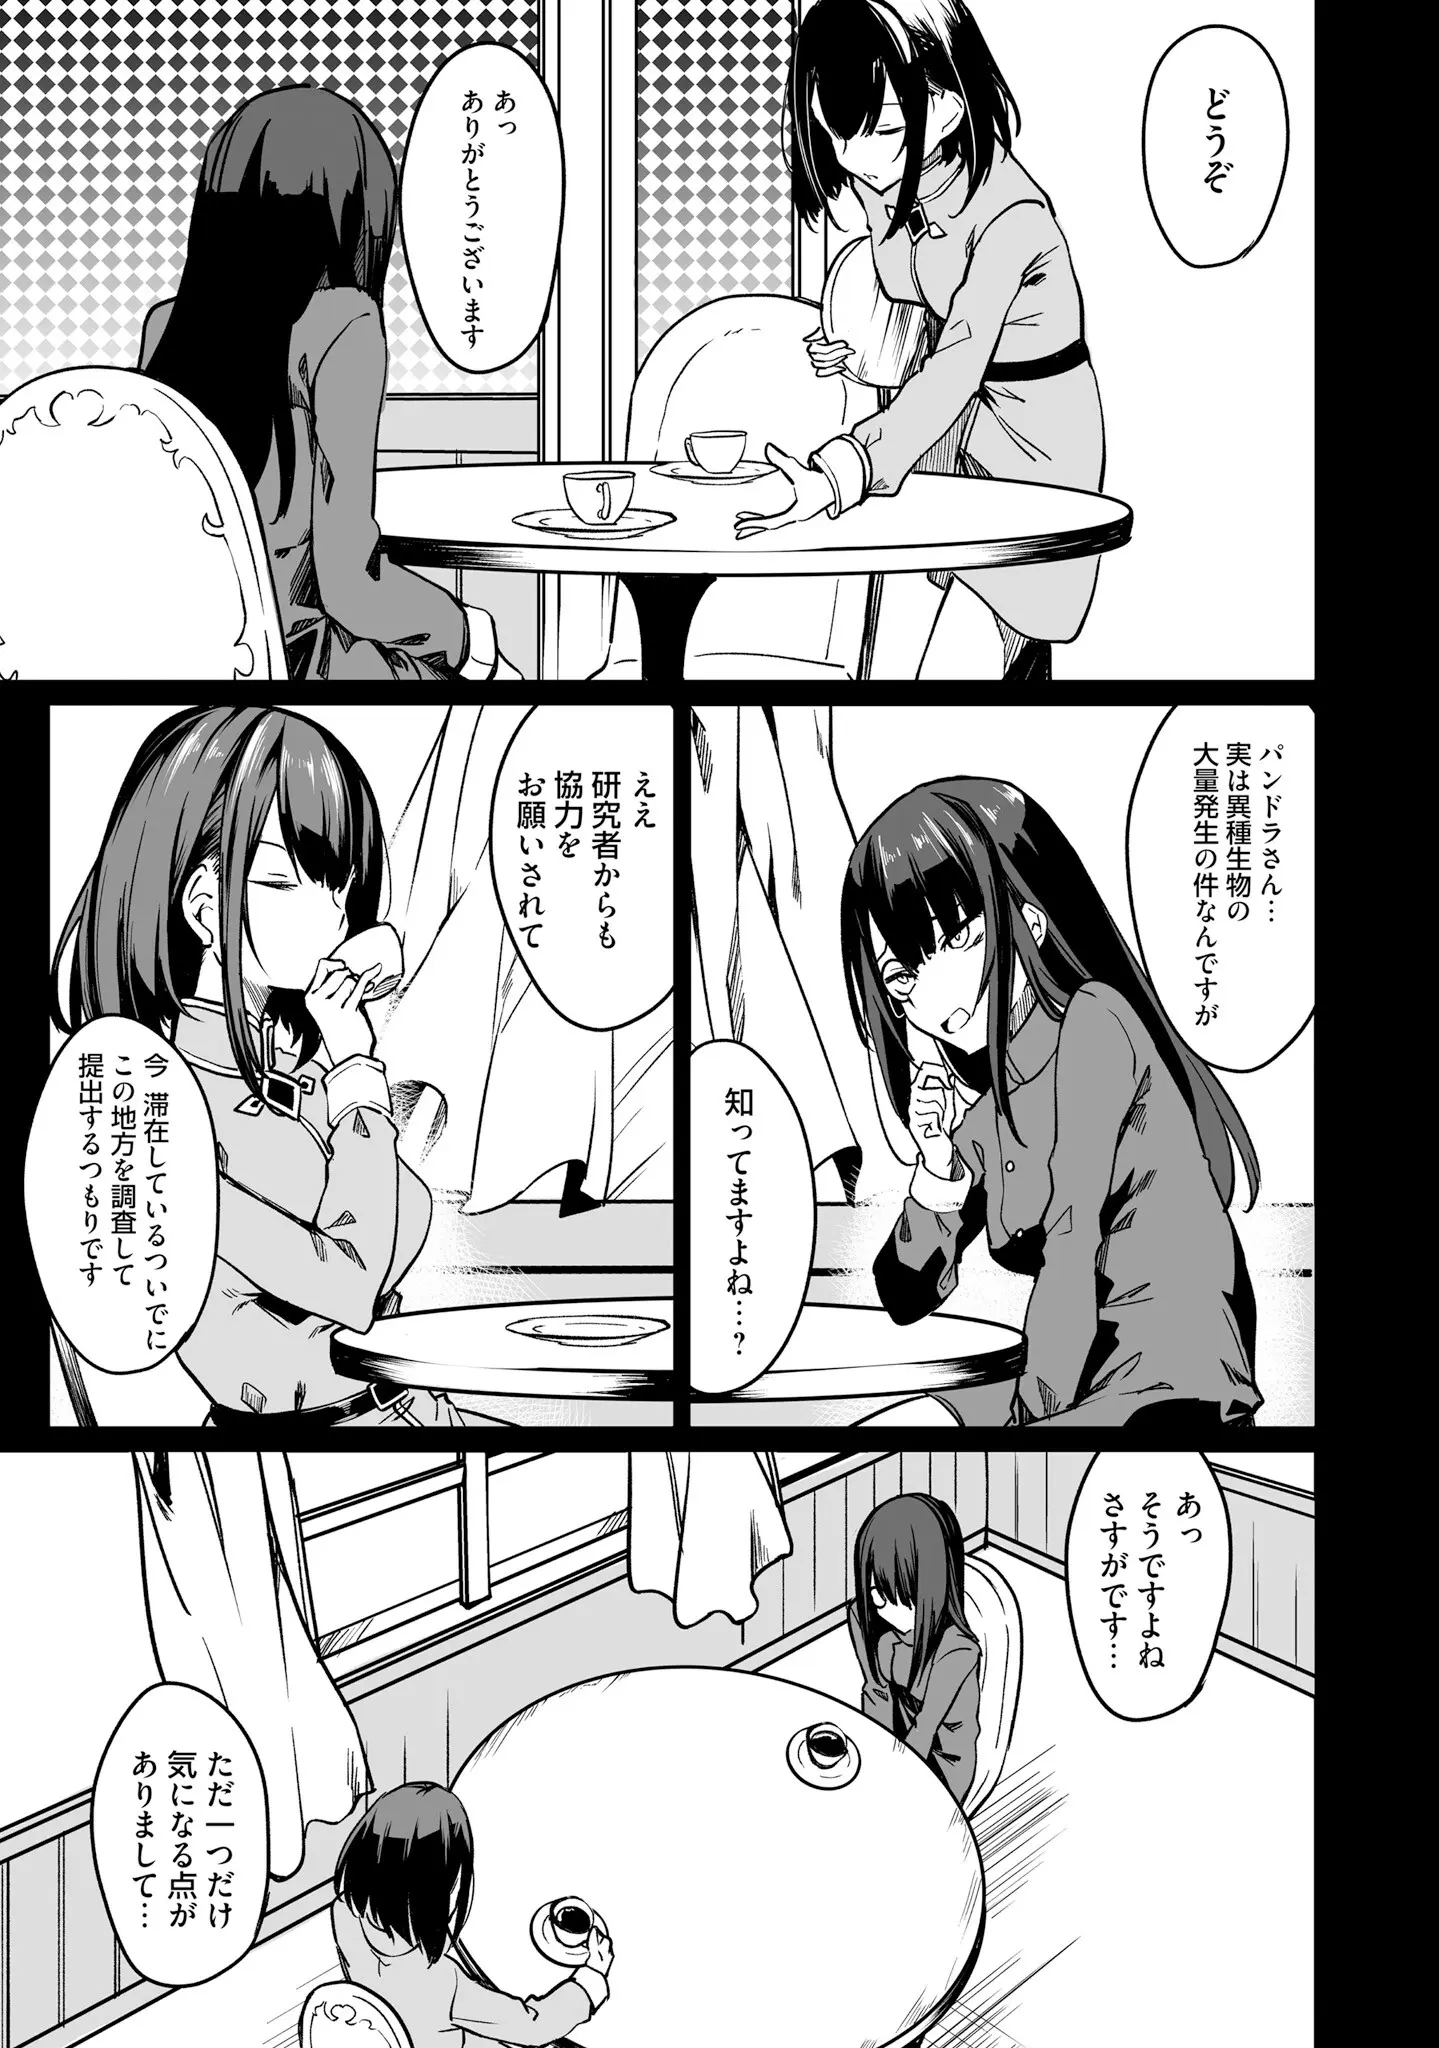 どうぞ
あっ
ありがとうございます
パンドラさん…
実は異種生物の
大量発生の件なんですが
知ってますよね…?
ええ
研究者からも
協力を
お願いされて
今 滞在しているついでに
この地方を調査して
提出するつもりです
あっ
そうですよね
さすがです…
ただ一つだけ
気になる点が
ありまして…